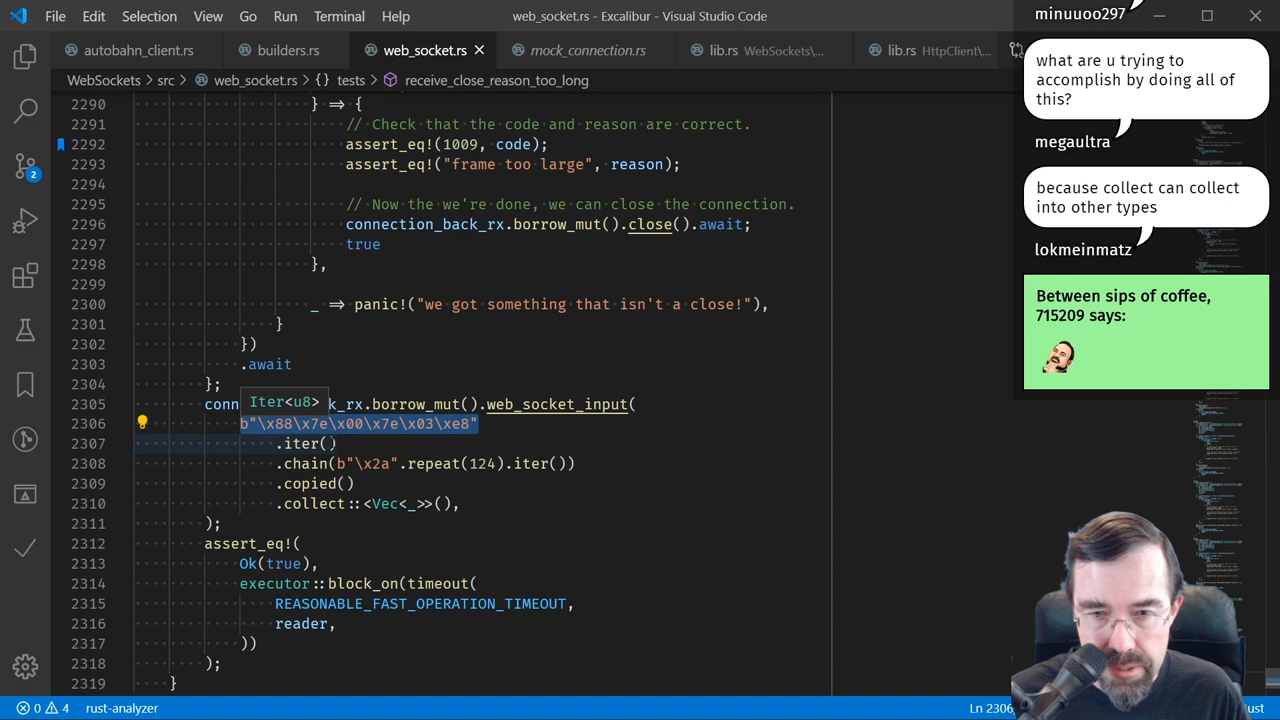 File Edit Selection View Go Run Terminal Help
web_socket.rs - Excalibur - Visual Studio Code
autobahn_client.rs
builders.rs
web_socket.rs
mock_connection.rs
lib.rs WebSockets\...
lib.rs HttpClient\...
WebSockets > src > web_socket.rs > {} tests > receive_close_reason_too_long
2290 } => {
2291 // Check that the code and reason are correct.
2292 assert_eq!(1009, code);
2293 assert_eq!("frame too large", reason);
2294
2295 // Now the we're done, we can close the connection.
2296 connection_back_rx.borrow_mut().close().await;
2297 true
2298 },
2299
2300 _ => panic!("we got something that isn't a close!"),
2301 }
2302 })
2303 .await
2304 };
Iter<u8>
2305 conn k_rx.borrow_mut().web_socket_input(
2306 b"\x88\x7e\x00\x7e\x03\xe8"
2307 .iter()
2308 .chain(b"\x2a".repeat(124).iter())
2309 .copied()
2310 .collect::<Vec<_>>(),
2311 );
2312 assert_eq!(
2313 Ok(true),
2314 executor::block_on(timeout(
2315 REASONABLE_FAST_OPERATION_TIMEOUT,
2316 reader,
2317 ))
2318 );
2319 }
2
0 4 rust-analyzer
Ln 2306,
ust
minuuoo297
what are u trying to
accomplish by doing all of
this?
megaultra
because collect can collect
into other types
lokmeinmatz
Between sips of coffee,
715209 says: